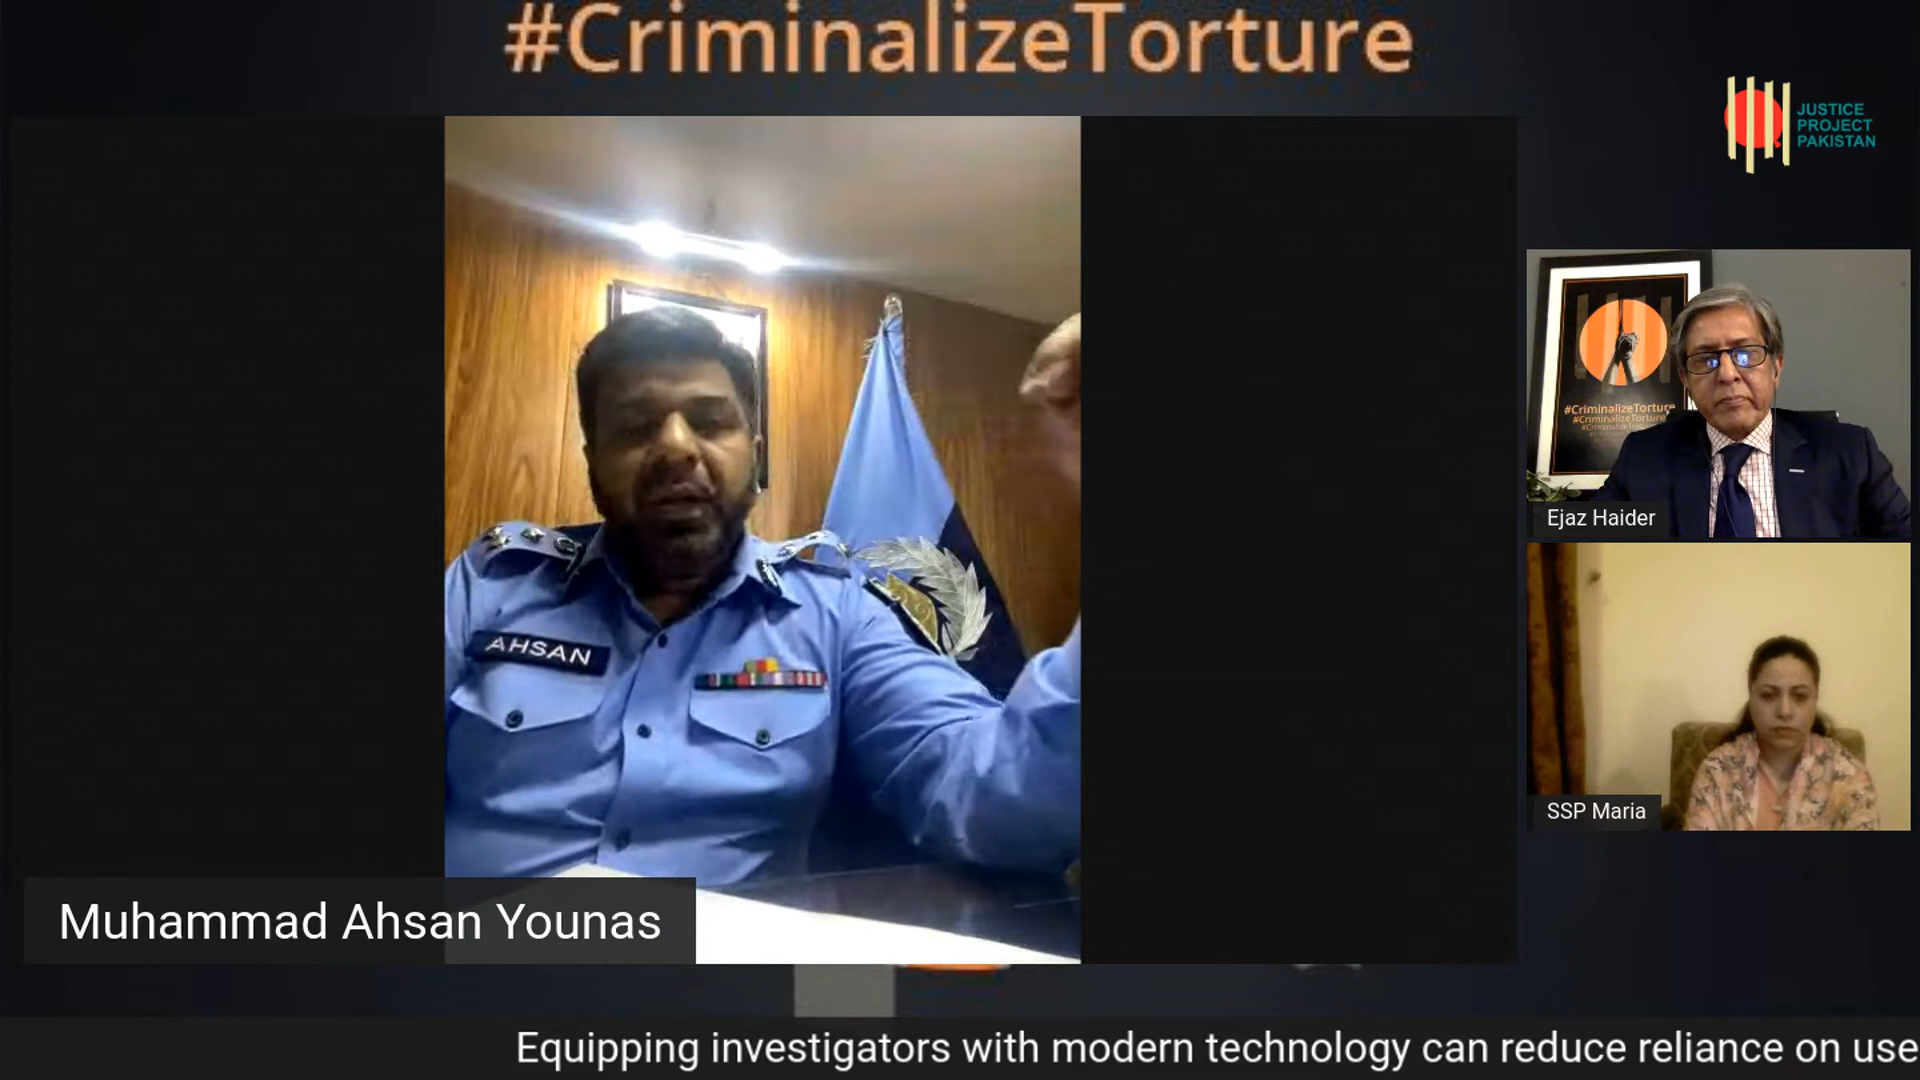 #CriminalizeTorture
JUSTICE
PROJECT
PAKISTAN
AHSAN
Muhammad Ahsan Younas
#CriminalizeTorture
#CriminalizeTorture
Ejaz Haider
SSP Maria
Equipping investigators with modern technology can reduce reliance on use